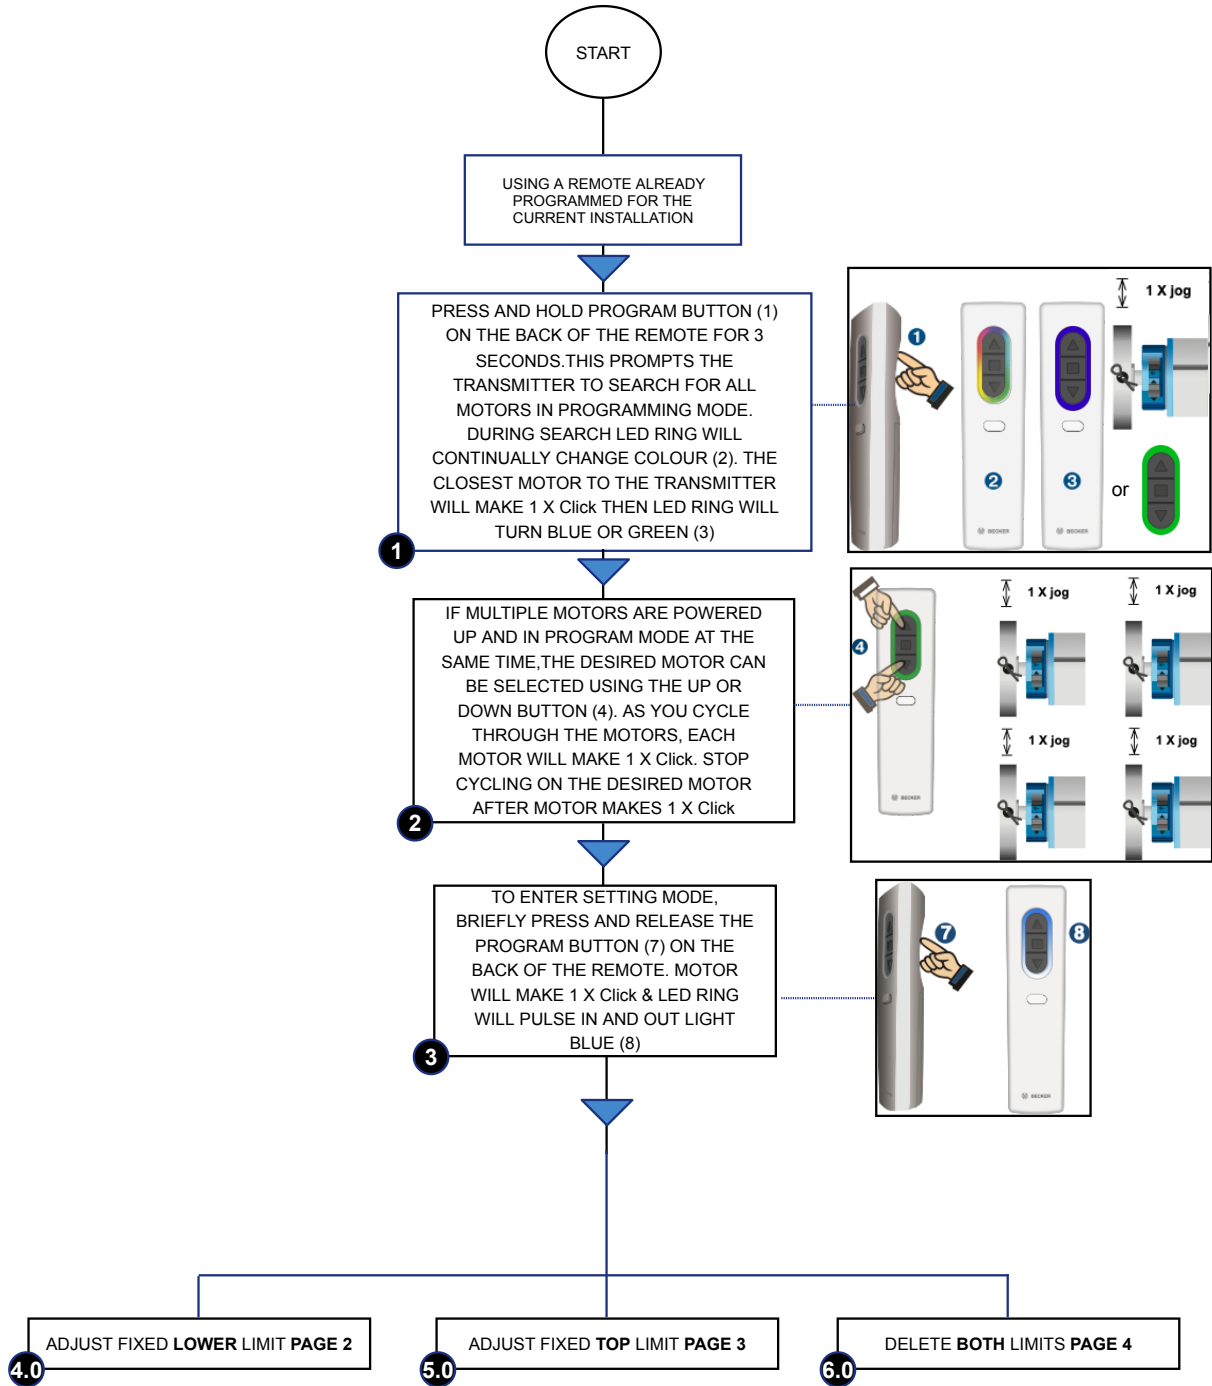 START
USING A REMOTE ALREADY
PROGRAMMED FOR THE
CURRENT INSTALLATION
PRESS AND HOLD PROGRAM BUTTON (1)
ON THE BACK OF THE REMOTE FOR 3
SECONDS.THIS PROMPTS THE
TRANSMITTER TO SEARCH FOR ALL
MOTORS IN PROGRAMMING MODE.
DURING SEARCH LED RING WILL
CONTINUALLY CHANGE COLOUR (2). THE
CLOSEST MOTOR TO THE TRANSMITTER
WILL MAKE 1 X Click THEN LED RING WILL
TURN BLUE OR GREEN (3)
1
1
2
BECKER
3
BECKER
1 X jog
or
IF MULTIPLE MOTORS ARE POWERED
UP AND IN PROGRAM MODE AT THE
SAME TIME,THE DESIRED MOTOR CAN
BE SELECTED USING THE UP OR
DOWN BUTTON (4). AS YOU CYCLE
THROUGH THE MOTORS, EACH
MOTOR WILL MAKE 1 X Click. STOP
CYCLING ON THE DESIRED MOTOR
AFTER MOTOR MAKES 1 X Click
2
4
BECKER
1 X jog
1 X jog
1 X jog
1 X jog
TO ENTER SETTING MODE,
BRIEFLY PRESS AND RELEASE THE
PROGRAM BUTTON (7) ON THE
BACK OF THE REMOTE. MOTOR
WILL MAKE 1 X Click & LED RING
WILL PULSE IN AND OUT LIGHT
BLUE (8)
3
7
8
BECKER
ADJUST FIXED LOWER LIMIT PAGE 2
4.0
ADJUST FIXED TOP LIMIT PAGE 3
5.0
DELETE BOTH LIMITS PAGE 4
6.0